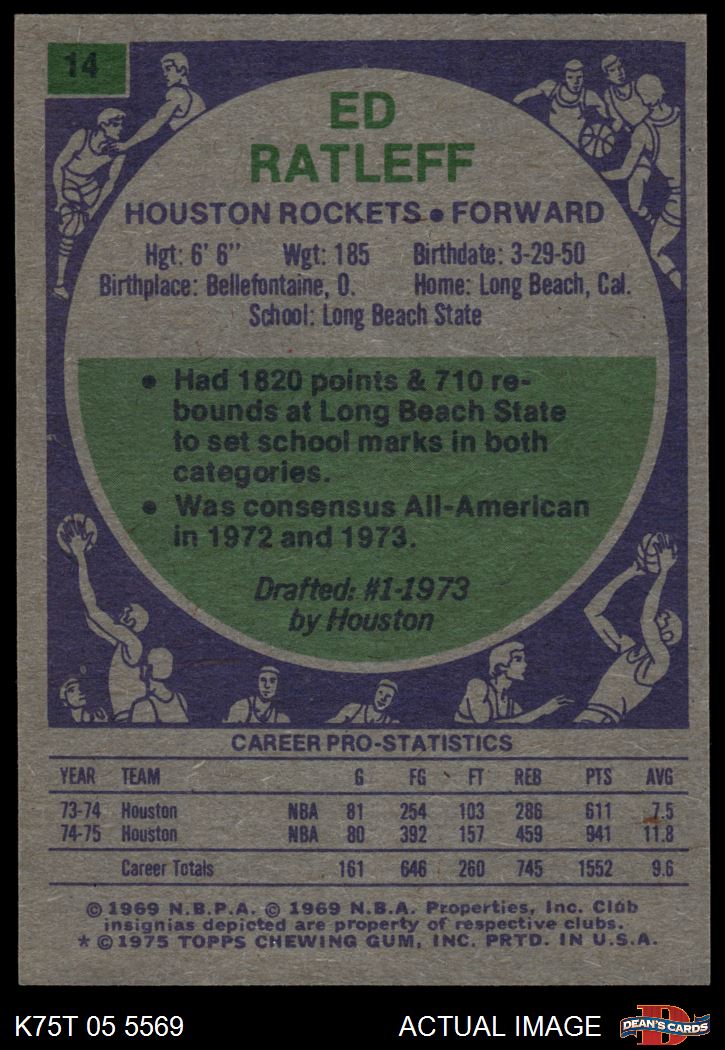 14
ED
RATLEFF
HOUSTON ROCKETS • FORWARD
Hgt: 6' 6" Wgt: 185 Birthdate: 3-29-50
Birthplace: Bellefontaine, O. Home: Long Beach, Cal.
School: Long Beach State
• Had 1820 points & 710 re-
bounds at Long Beach State
to set school marks in both
categories.
• Was consensus All-American
in 1972 and 1973.
Drafted: #1-1973
by Houston
CAREER PRO-STATISTICS
YEAR TEAM G FG FT REB PTS AVG
73-74 Houston NBA 81 254 103 286 611 7.5
74-75 Houston NBA 80 392 157 459 941 11.8
Career Totals 161 646 260 745 1552 9.6
© 1969 N.B.P.A. © 1969 N.B.A. Properties, Inc. Club
insignias depicted are property of respective clubs.
* © 1975 TOPPS CHEWING GUM, INC. PRTD. IN U.S.A.
K75T 05 5569 ACTUAL IMAGE D DEAN'S CARDS